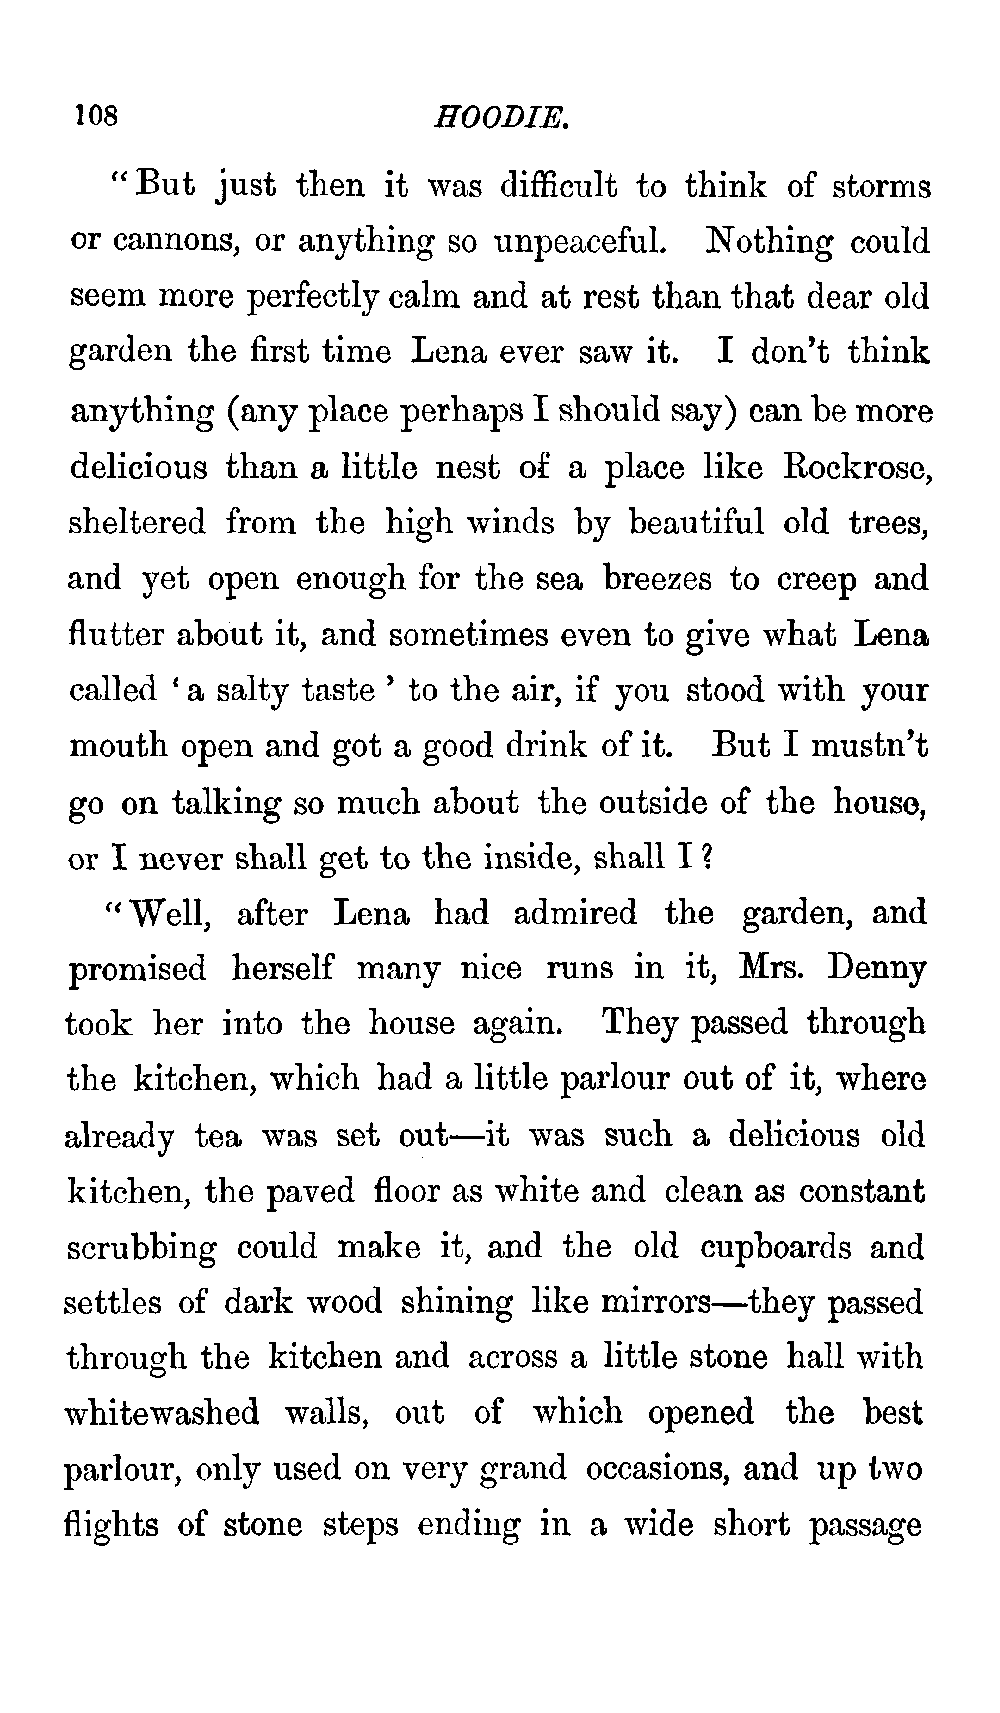 108 HOODIE.
“But just then it was difficult to think of storms
or cannons, or anything so unpeaceful. Nothing could
seem more perfectly calm and at rest than that dear old
garden the first time Lena ever saw it. I don’t think
anything (any place perhaps I should say) can be more
delicious than a little nest of a place like Rockrose,
sheltered from the high winds by beautiful old trees,
and yet open enough for the sea breezes to creep and
flutter about it, and sometimes even to give what Lena
called ‘a salty taste’ to the air, if you stood with your
mouth open and got a good drink of it. But I mustn’t
go on talking so much about the outside of the house,
or I never shall get to the inside, shall I?
“Well, after Lena had admired the garden, and
promised herself many nice runs in it, Mrs. Denny
took her into the house again. They passed through
the kitchen, which had a little parlour out of it, where
already tea was set out—it was such a delicious old
kitchen, the paved floor as white and clean as constant
scrubbing could make it, and the old cupboards and
settles of dark wood shining like mirrors—they passed
through the kitchen and across a little stone hall with
whitewashed walls, out of which opened the best
parlour, only used on very grand occasions, and up two
flights of stone steps ending in a wide short passage